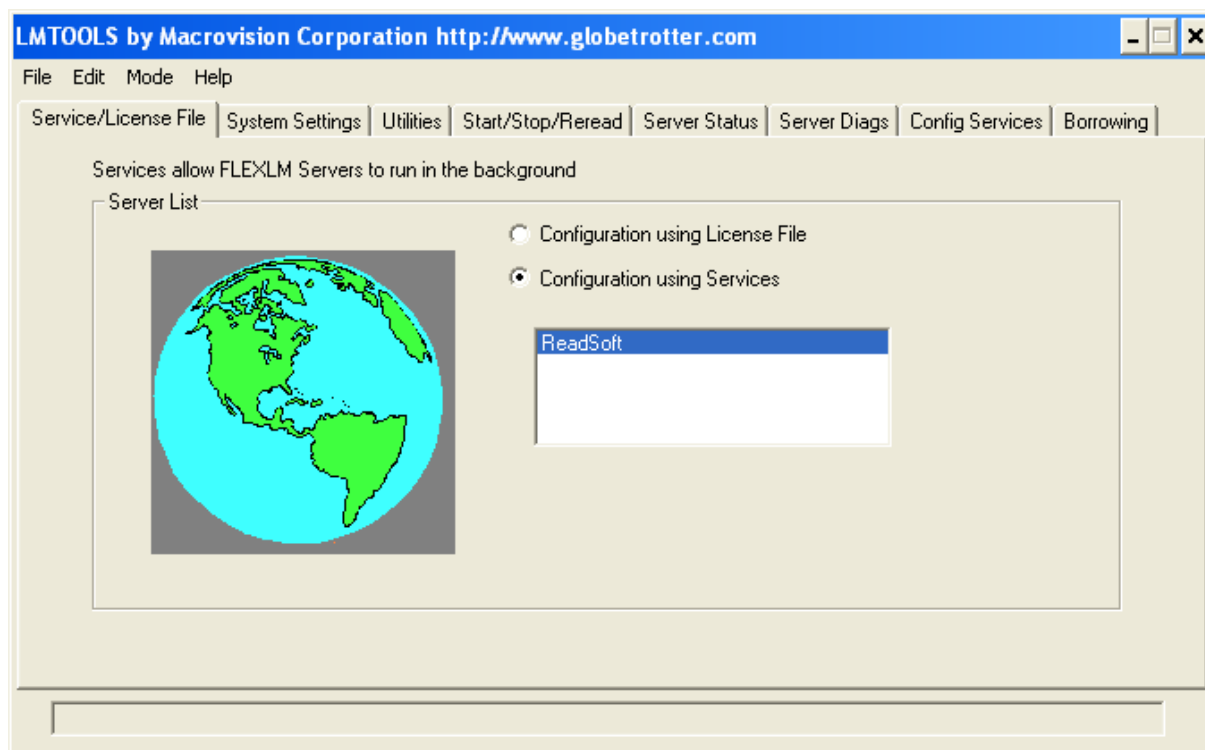 LMTOOLS by Macrovision Corporation http://www.globetrotter.com
File Edit Mode Help
Service/License File System Settings Utilities Start/Stop/Reread Server Status Server Diags Config Services Borrowing
Services allow FLEXLM Servers to run in the background
Server List
Configuration using License File
Configuration using Services
ReadSoft